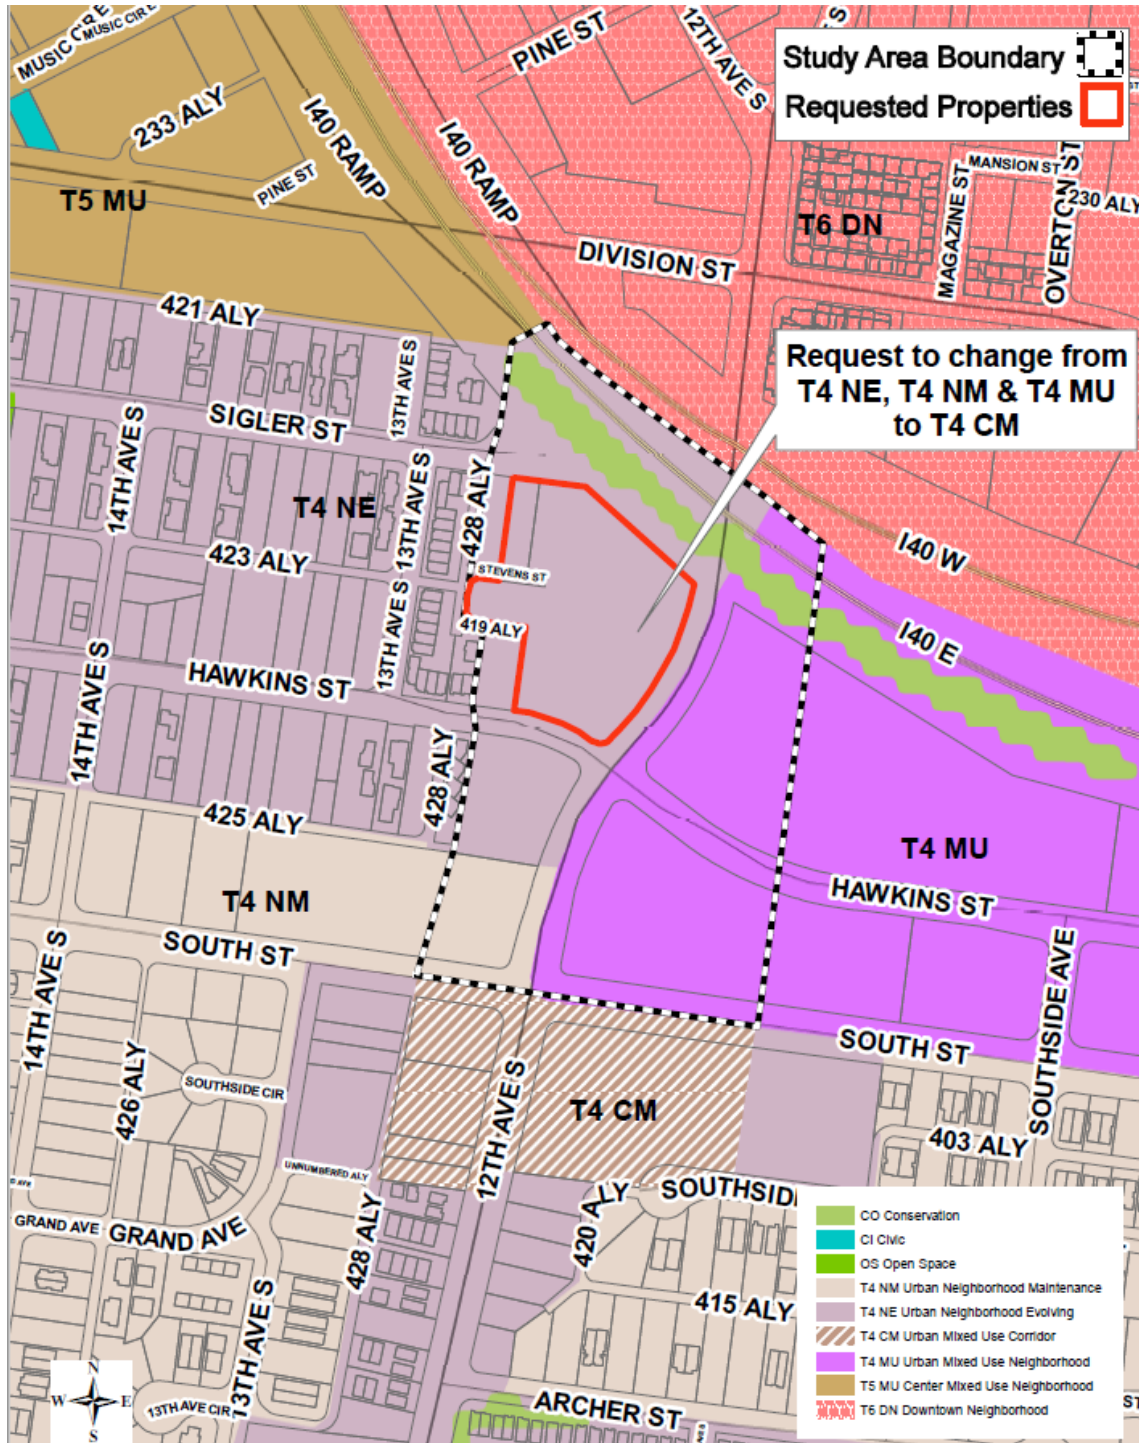 MUSIC CIR E
MUSIC CIR E
PINE ST
12TH AVE S
Study Area Boundary
Requested Properties
233 ALY
I40 RAMP
I40 RAMP
PINE ST
T5 MU
MANSION ST
MAGAZINE ST
OVERTON ST
230 ALY
T6 DN
DIVISION ST
421 ALY
Request to change from
T4 NE, T4 NM & T4 MU
to T4 CM
13TH AVE S
SIGLER ST
14TH AVE S
13TH AVE S
428 ALY
T4 NE
423 ALY
STEVENS ST
I40 W
419 ALY
13TH AVE S
I40 E
14TH AVE S
HAWKINS ST
428 ALY
425 ALY
T4 MU
HAWKINS ST
T4 NM
SOUTH ST
14TH AVE S
SOUTHSIDE AVE
SOUTH ST
426 ALY
SOUTHSIDE CIR
12TH AVE S
T4 CM
403 ALY
UNNUMBERED ALY
SOUTHSIDE
GRAND AVE
GRAND AVE
428 ALY
420 ALY
415 ALY
13TH AVE S
13TH AVE CIR
ARCHER ST
CO Conservation
CI Civic
OS Open Space
T4 NM Urban Neighborhood Maintenance
T4 NE Urban Neighborhood Evolving
T4 CM Urban Mixed Use Corridor
T4 MU Urban Mixed Use Neighborhood
T5 MU Center Mixed Use Neighborhood
T6 DN Downtown Neighborhood
N
W E
S